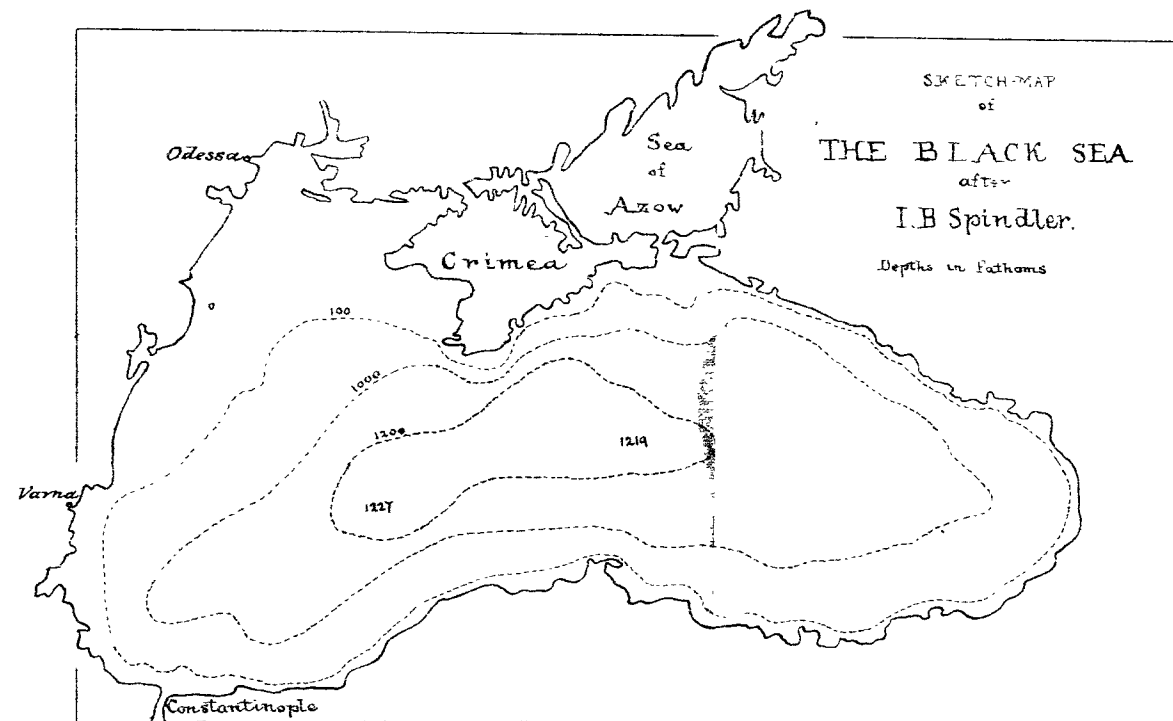 SKETCH-MAP
of
THE BLACK SEA
after
I.B Spindler.
Depths in Fathoms
Odessa
Sea
of
Azow
Crimea
100
1000
1200
1219
1227
Varna
Constantinople